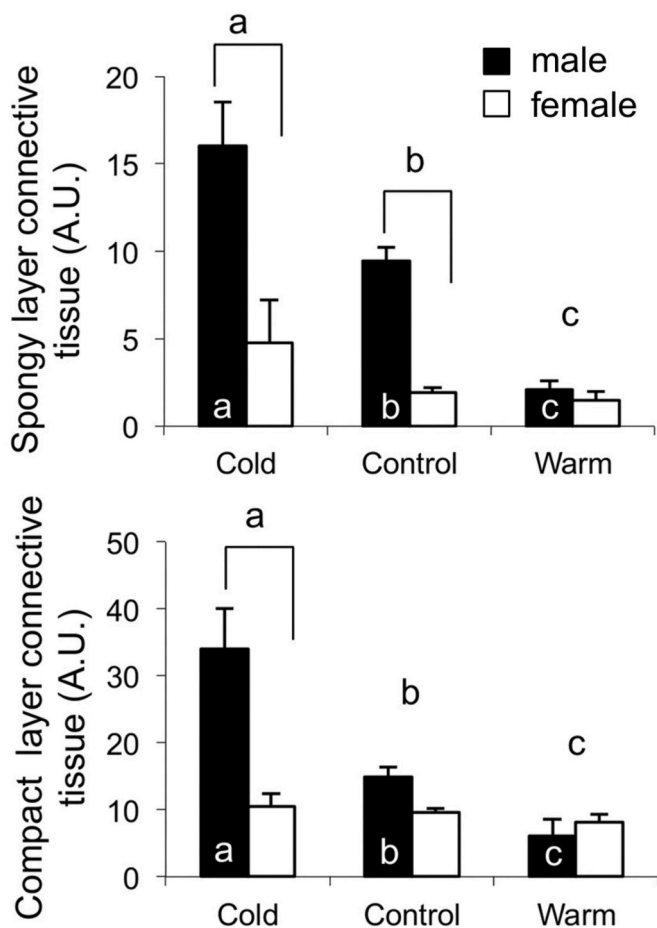 a
male
female
20
15
10
5
0
Spongy layer connective
tissue (A.U.)
b
c
a
b
c
Cold
Control
Warm
a
50
40
30
20
10
0
Compact layer connective
tissue (A.U.)
b
c
a
b
c
Cold
Control
Warm